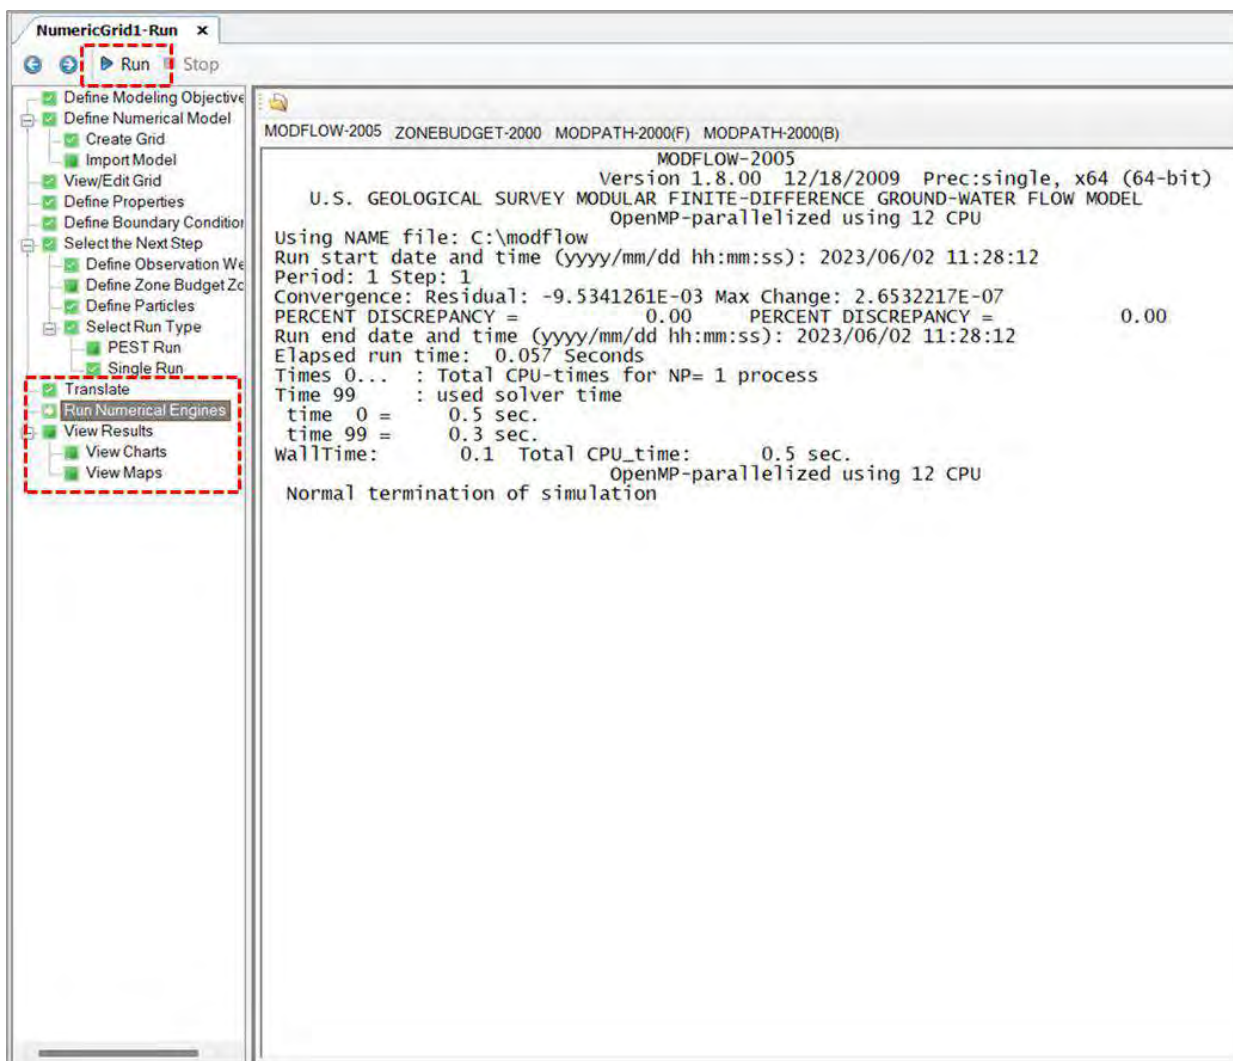 NumericGrid1-Run x
Run Stop
Define Modeling Objective
Define Numerical Model
Create Grid
Import Model
View/Edit Grid
Define Properties
Define Boundary Condition
Select the Next Step
Define Observation We
Define Zone Budget Zo
Define Particles
Select Run Type
PEST Run
Single Run
Translate
Run Numerical Engines
View Results
View Charts
View Maps
MODFLOW-2005 ZONEBUDGET-2000 MODPATH-2000(F) MODPATH-2000(B)
MODFLOW-2005
Version 1.8.00 12/18/2009 Prec:single, x64 (64-bit)
U.S. GEOLOGICAL SURVEY MODULAR FINITE-DIFFERENCE GROUND-WATER FLOW MODEL
OpenMP-parallelized using 12 CPU
Using NAME file: C:\modflow
Run start date and time (yyyy/mm/dd hh:mm:ss): 2023/06/02 11:28:12
Period: 1 Step: 1
Convergence: Residual: -9.5341261E-03 Max Change: 2.6532217E-07
PERCENT DISCREPANCY = 0.00 PERCENT DISCREPANCY = 0.00
Run end date and time (yyyy/mm/dd hh:mm:ss): 2023/06/02 11:28:12
Elapsed run time: 0.057 Seconds
Times 0... : Total CPU-times for NP= 1 process
Time 99 : used solver time
time 0 = 0.5 sec.
time 99 = 0.3 sec.
WallTime: 0.1 Total CPU_time: 0.5 sec.
OpenMP-parallelized using 12 CPU
Normal termination of simulation